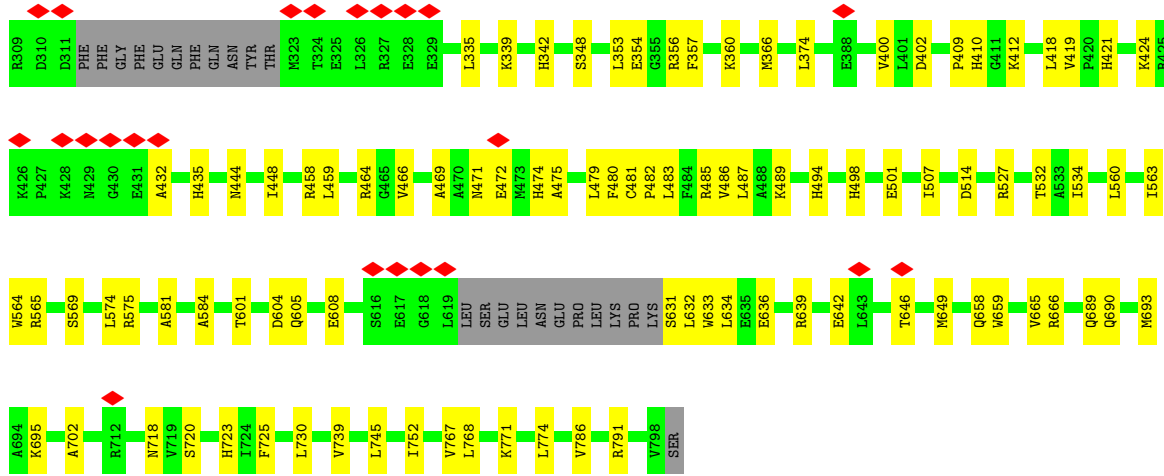 R309 D310 D311 PHE PHE GLY PHE GLU GLN PHE GLN ASN TYR THR M323 T324 E325 L326 R327 E328 E329 L335 K339 H342 S348 L353 E354 G355 R356 F357 K360 M366 L374 E388 V400 L401 D402 P409 H410 G411 K412 L418 V419 P420 H421 K424 R425
K426 P427 K428 N429 G430 E431 A432 H435 N444 I448 R458 L459 R464 G465 V466 A469 A470 N471 E472 M473 H474 A475 L479 F480 C481 P482 L483 F484 R485 V486 L487 A488 K489 H494 H498 E501 I507 D514 R527 T532 A533 I534 L560 I563
W564 R565 S569 L574 R575 A581 A584 T601 D604 Q605 E608 S616 E617 G618 L619 LEU SER GLU LEU ASN GLU PRO LEU LYS PRO LYS S631 L632 W633 L634 E635 E636 R639 E642 L643 T646 M649 Q658 W659 V665 R666 Q689 Q690 M693
A694 K695 A702 R712 N718 V719 S720 H723 I724 F725 L730 V739 L745 I752 V767 L768 K771 L774 V786 R791 V798 SER